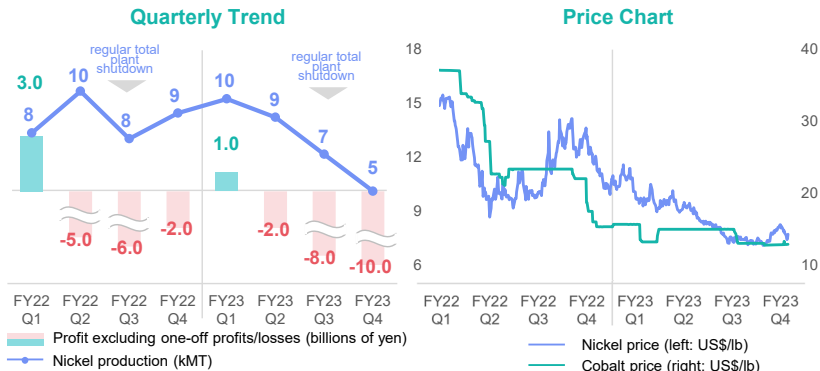 Quarterly Trend
regular total
plant
shutdown
regular total
plant
shutdown
3.0
8
10
8
9
10
9
7
5
1.0
-5.0
-6.0
-2.0
-2.0
-8.0
-10.0
FY22 FY22 FY22 FY22 FY23 FY23 FY23 FY23
Q1 Q2 Q3 Q4 Q1 Q2 Q3 Q4
Profit excluding one-off profits/losses (billions of yen)
Nickel production (kMT)
Price Chart
18
15
12
9
6
40
30
20
10
FY22 FY22 FY22 FY22 FY23 FY23 FY23 FY23
Q1 Q2 Q3 Q4 Q1 Q2 Q3 Q4
Nickel price (left: US$/lb)
Cobalt price (right: US$/lb)